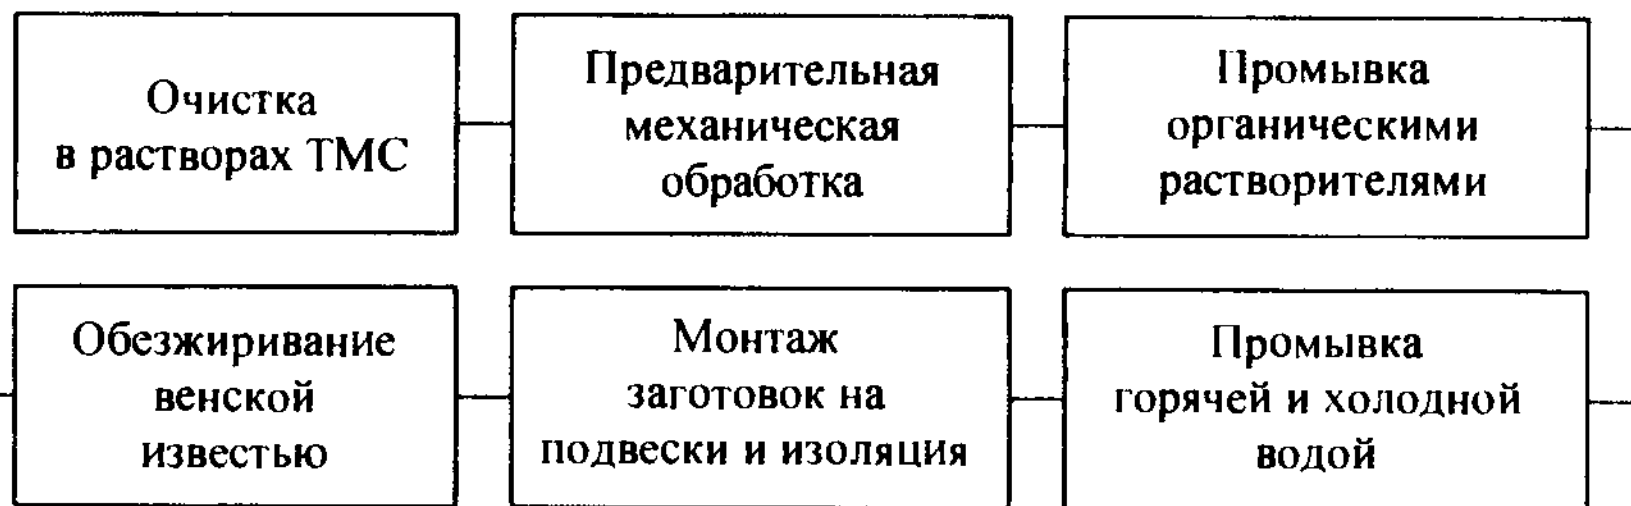 Очистка
в растворах ТМС
Предварительная
механическая
обработка
Промывка
органическими
растворителями
Обезжиривание
венской
известью
Монтаж
заготовок на
подвески и изоляция
Промывка
горячей и холодной
водой